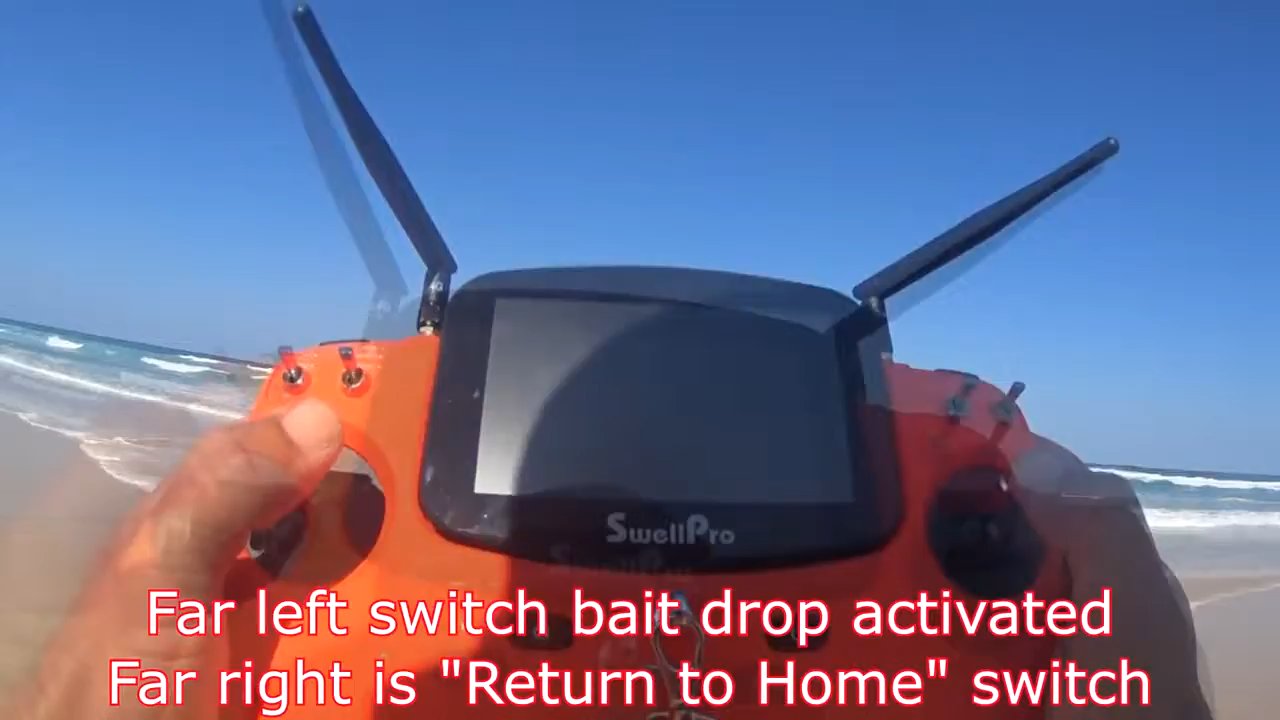 SwellPro
Far left switch bait drop activated
Far right is "Return to Home" switch